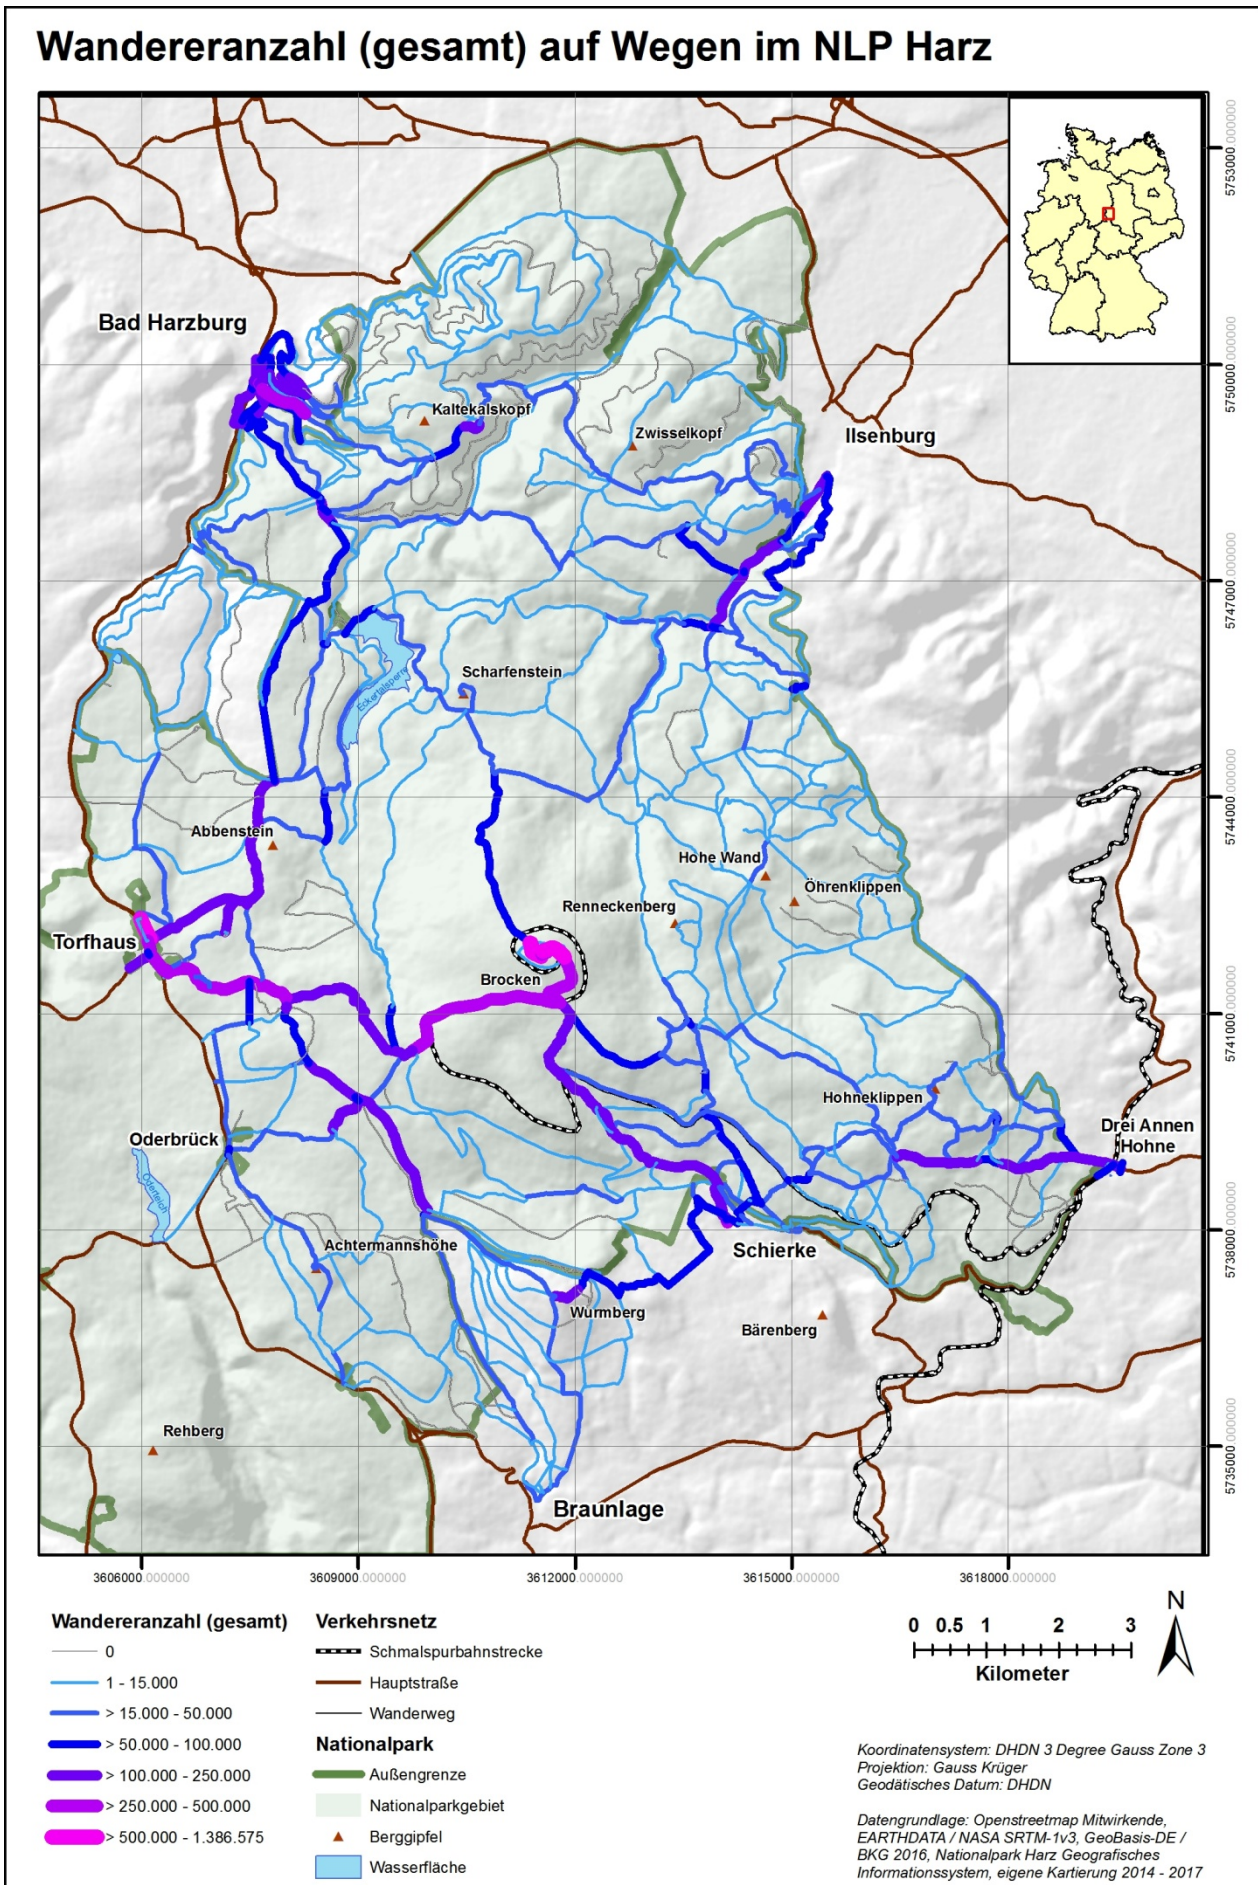 Wandereranzahl (gesamt) auf Wegen im NLP Harz
5753000.000000
Bad Harzburg
5750000.000000
Kaltekalskopf
Zwisselkopf
Ilsenburg
5747000.000000
Scharfenstein
Eckertalsperre
5744000.000000
Abbenstein
Hohe Wand
Öhrenklippen
Renneckenberg
Torfhaus
Brocken
5741000.000000
Hohneklippen
Drei Annen
Hohne
Oderbrück
Oderteich
5738000.000000
Achtermannshöhe
Schierke
Wurmberg
Bärenberg
Rehberg
5735000.000000
Braunlage
3606000.000000
3609000.000000
3612000.000000
3615000.000000
3618000.000000
Wandereranzahl (gesamt)
0
1 - 15.000
> 15.000 - 50.000
> 50.000 - 100.000
> 100.000 - 250.000
> 250.000 - 500.000
> 500.000 - 1.386.575
Verkehrsnetz
Schmalspurbahnstrecke
Hauptstraße
Wanderweg
Nationalpark
Außengrenze
Nationalparkgebiet
Berggipfel
Wasserfläche
0 0.5 1 2 3
Kilometer
N
Koordinatensystem: DHDN 3 Degree Gauss Zone 3
Projektion: Gauss Krüger
Geodätisches Datum: DHDN
Datengrundlage: Openstreetmap Mitwirkende,
EARTHDATA / NASA SRTM-1v3, GeoBasis-DE /
BKG 2016, Nationalpark Harz Geografisches
Informationssystem, eigene Kartierung 2014 - 2017